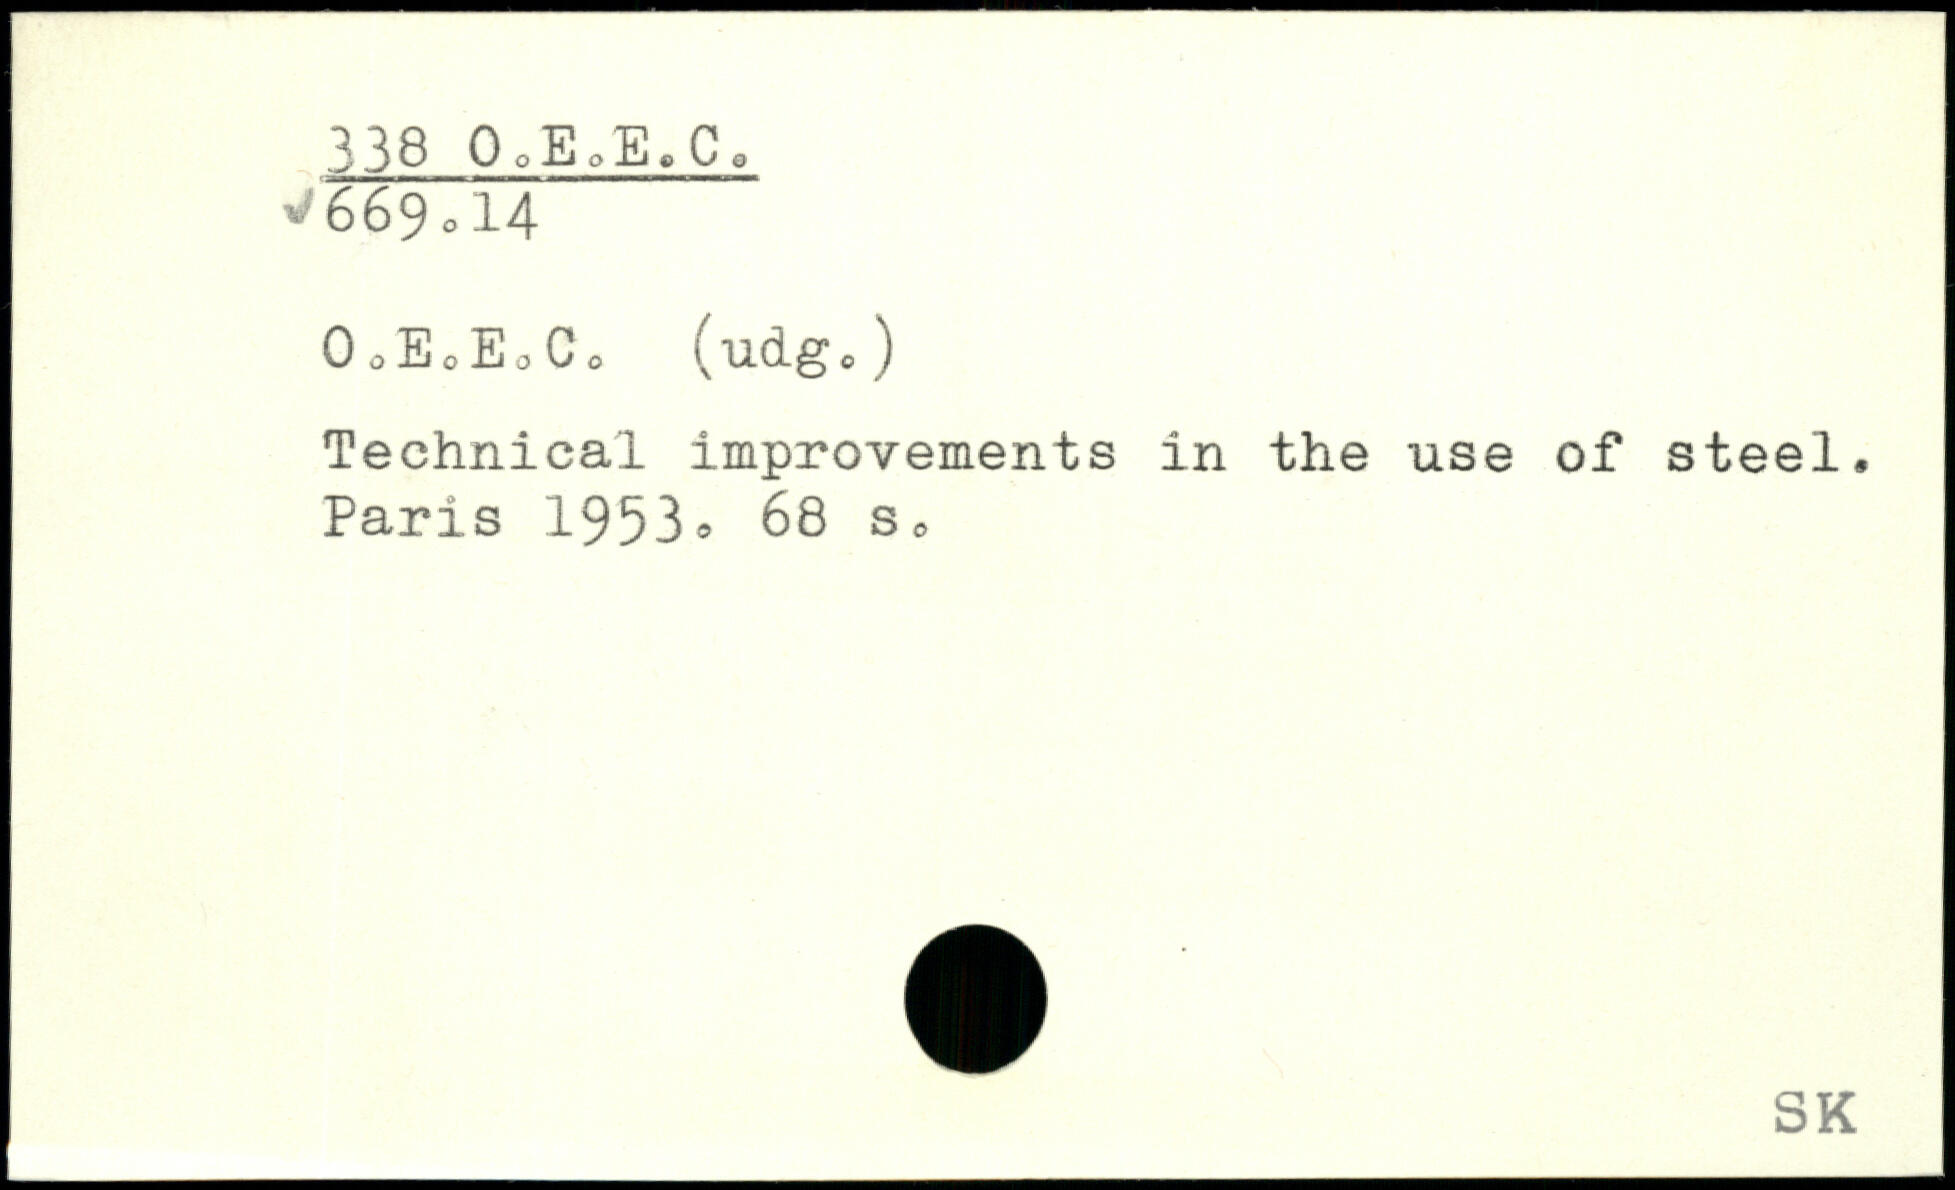 338 O.E.E.C.
✓669.14
O.E.E.C. (udg.)
Technical improvements in the use of steel.
Paris 1953. 68 s.
SK